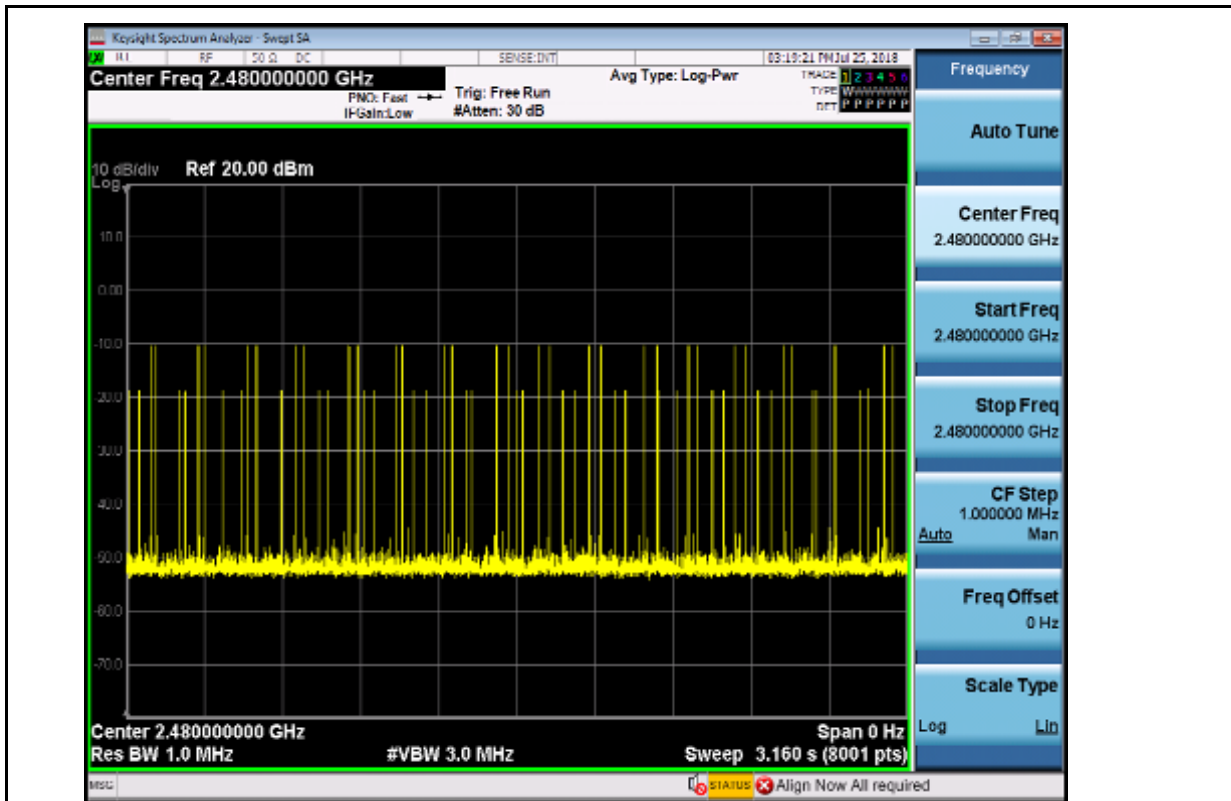 Keysight Spectrum Analyzer - Swept SA
RF 50 Ω DC SENSE:INT 03:19:21 PM Jul 25, 2018
Center Freq 2.480000000 GHz
PNO: Fast
IFGain:Low
Trig: Free Run
#Atten: 30 dB
Avg Type: Log-Pwr
TRACE 1 2 3 4 5 6
TYPE
DET P P P P P P
10 dB/div
Log
Ref 20.00 dBm
10.0
0.00
-10.0
-20.0
-30.0
-40.0
-50.0
-60.0
-70.0
Center 2.480000000 GHz
Span 0 Hz
Res BW 1.0 MHz
#VBW 3.0 MHz
Sweep 3.160 s (8001 pts)
MSG
STATUS
Align Now All required
Frequency
Auto Tune
Center Freq
2.480000000 GHz
Start Freq
2.480000000 GHz
Stop Freq
2.480000000 GHz
CF Step
1.000000 MHz
Auto Man
Freq Offset
0 Hz
Scale Type
Log Lin